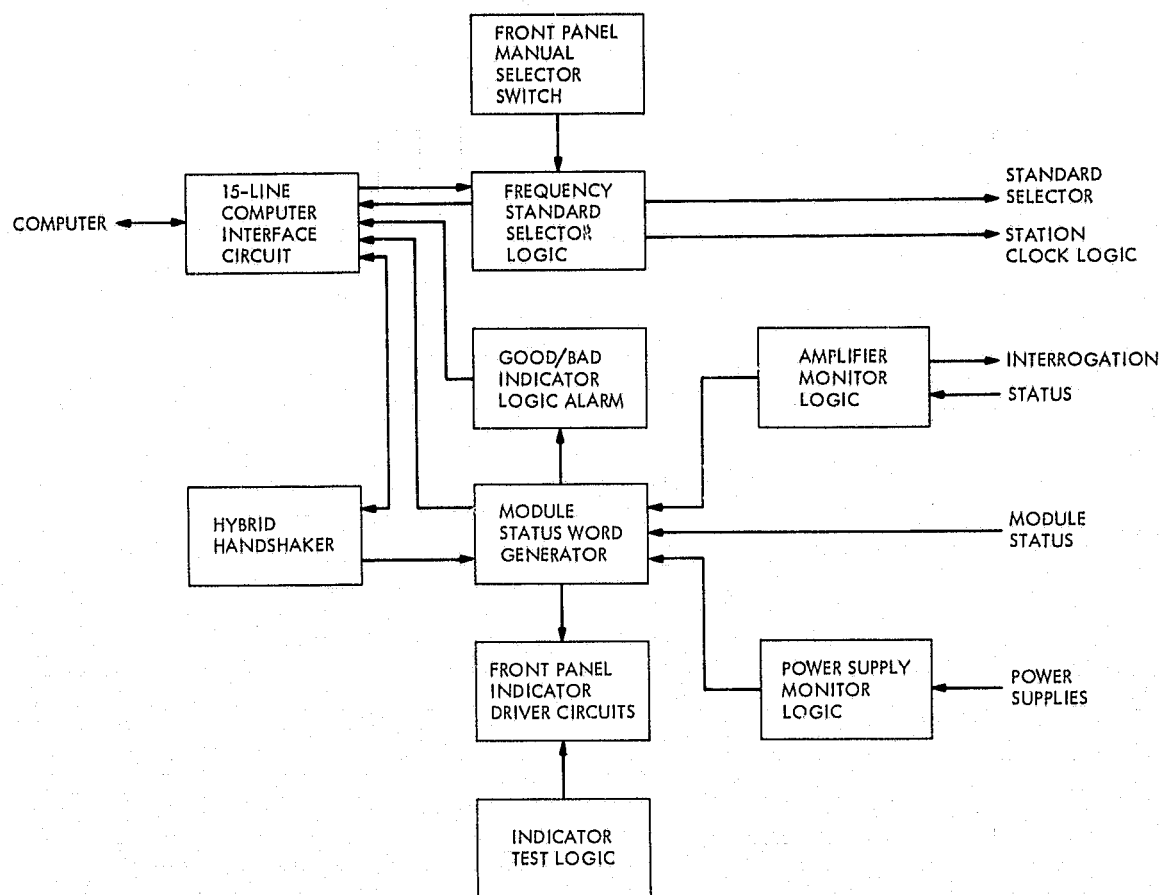 FRONT PANEL
MANUAL
SELECTOR
SWITCH
15-LINE
COMPUTER
INTERFACE
CIRCUIT
FREQUENCY
STANDARD
SELECTOR
LOGIC
STANDARD
SELECTOR
COMPUTER
STATION
CLOCK LOGIC
GOOD/BAD
INDICATOR
LOGIC ALARM
AMPLIFIER
MONITOR
LOGIC
INTERROGATION
STATUS
HYBRID
HANDSHAKER
MODULE
STATUS WORD
GENERATOR
MODULE
STATUS
FRONT PANEL
INDICATOR
DRIVER CIRCUITS
POWER SUPPLY
MONITOR
LOGIC
POWER
SUPPLIES
INDICATOR
TEST LOGIC